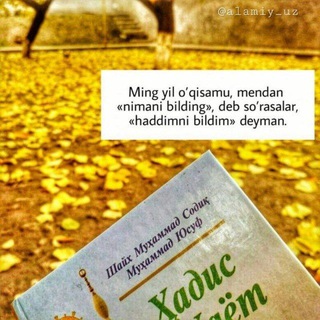 @alamiy_uz
Ming yil o'qisamu, mendan
«nimani bilding», deb so'rasalar,
«haddimni bildim» deyman.
Шайх Муҳаммад Содиқ
Муҳаммад Юсуф
Ҳадис